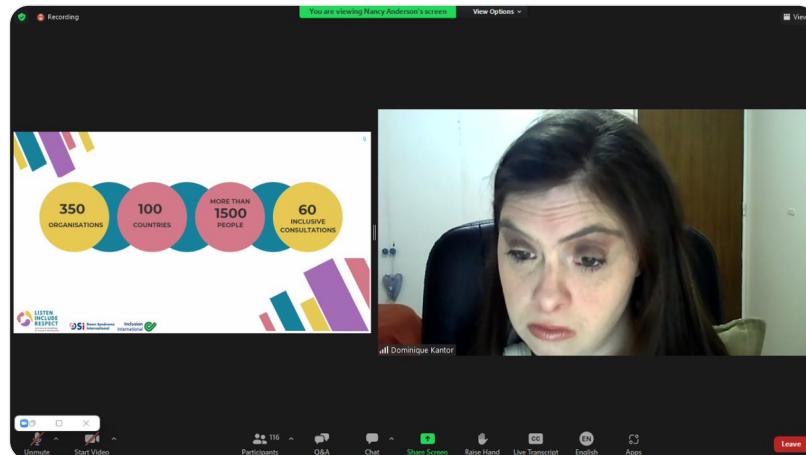 Recording
You are viewing Nancy Anderson's screen
View Options
View
350
ORGANISATIONS
100
COUNTRIES
MORE THAN
1500
PEOPLE
60
INCLUSIVE
CONSULTATIONS
LISTEN
INCLUDE
RESPECT
DSi Down Syndrome
International
Inclusion
International
Dominique Kantor
Unmute
Start Video
116
Participants
Q&A
Chat
Share Screen
Raise Hand
CC
Live Transcript
EN
English
Apps
Leave